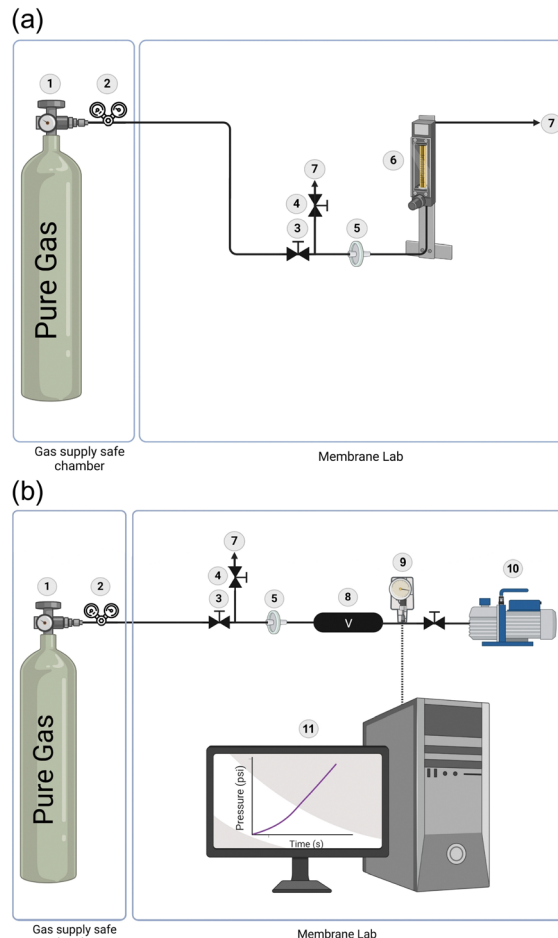 (a)
1
2
Pure Gas
3
4
7
5
6
7
Gas supply safe
chamber
Membrane Lab
(b)
1
2
Pure Gas
3
4
7
5
8
V
9
10
11
Pressure (psi)
Time (s)
Gas supply safe
Membrane Lab